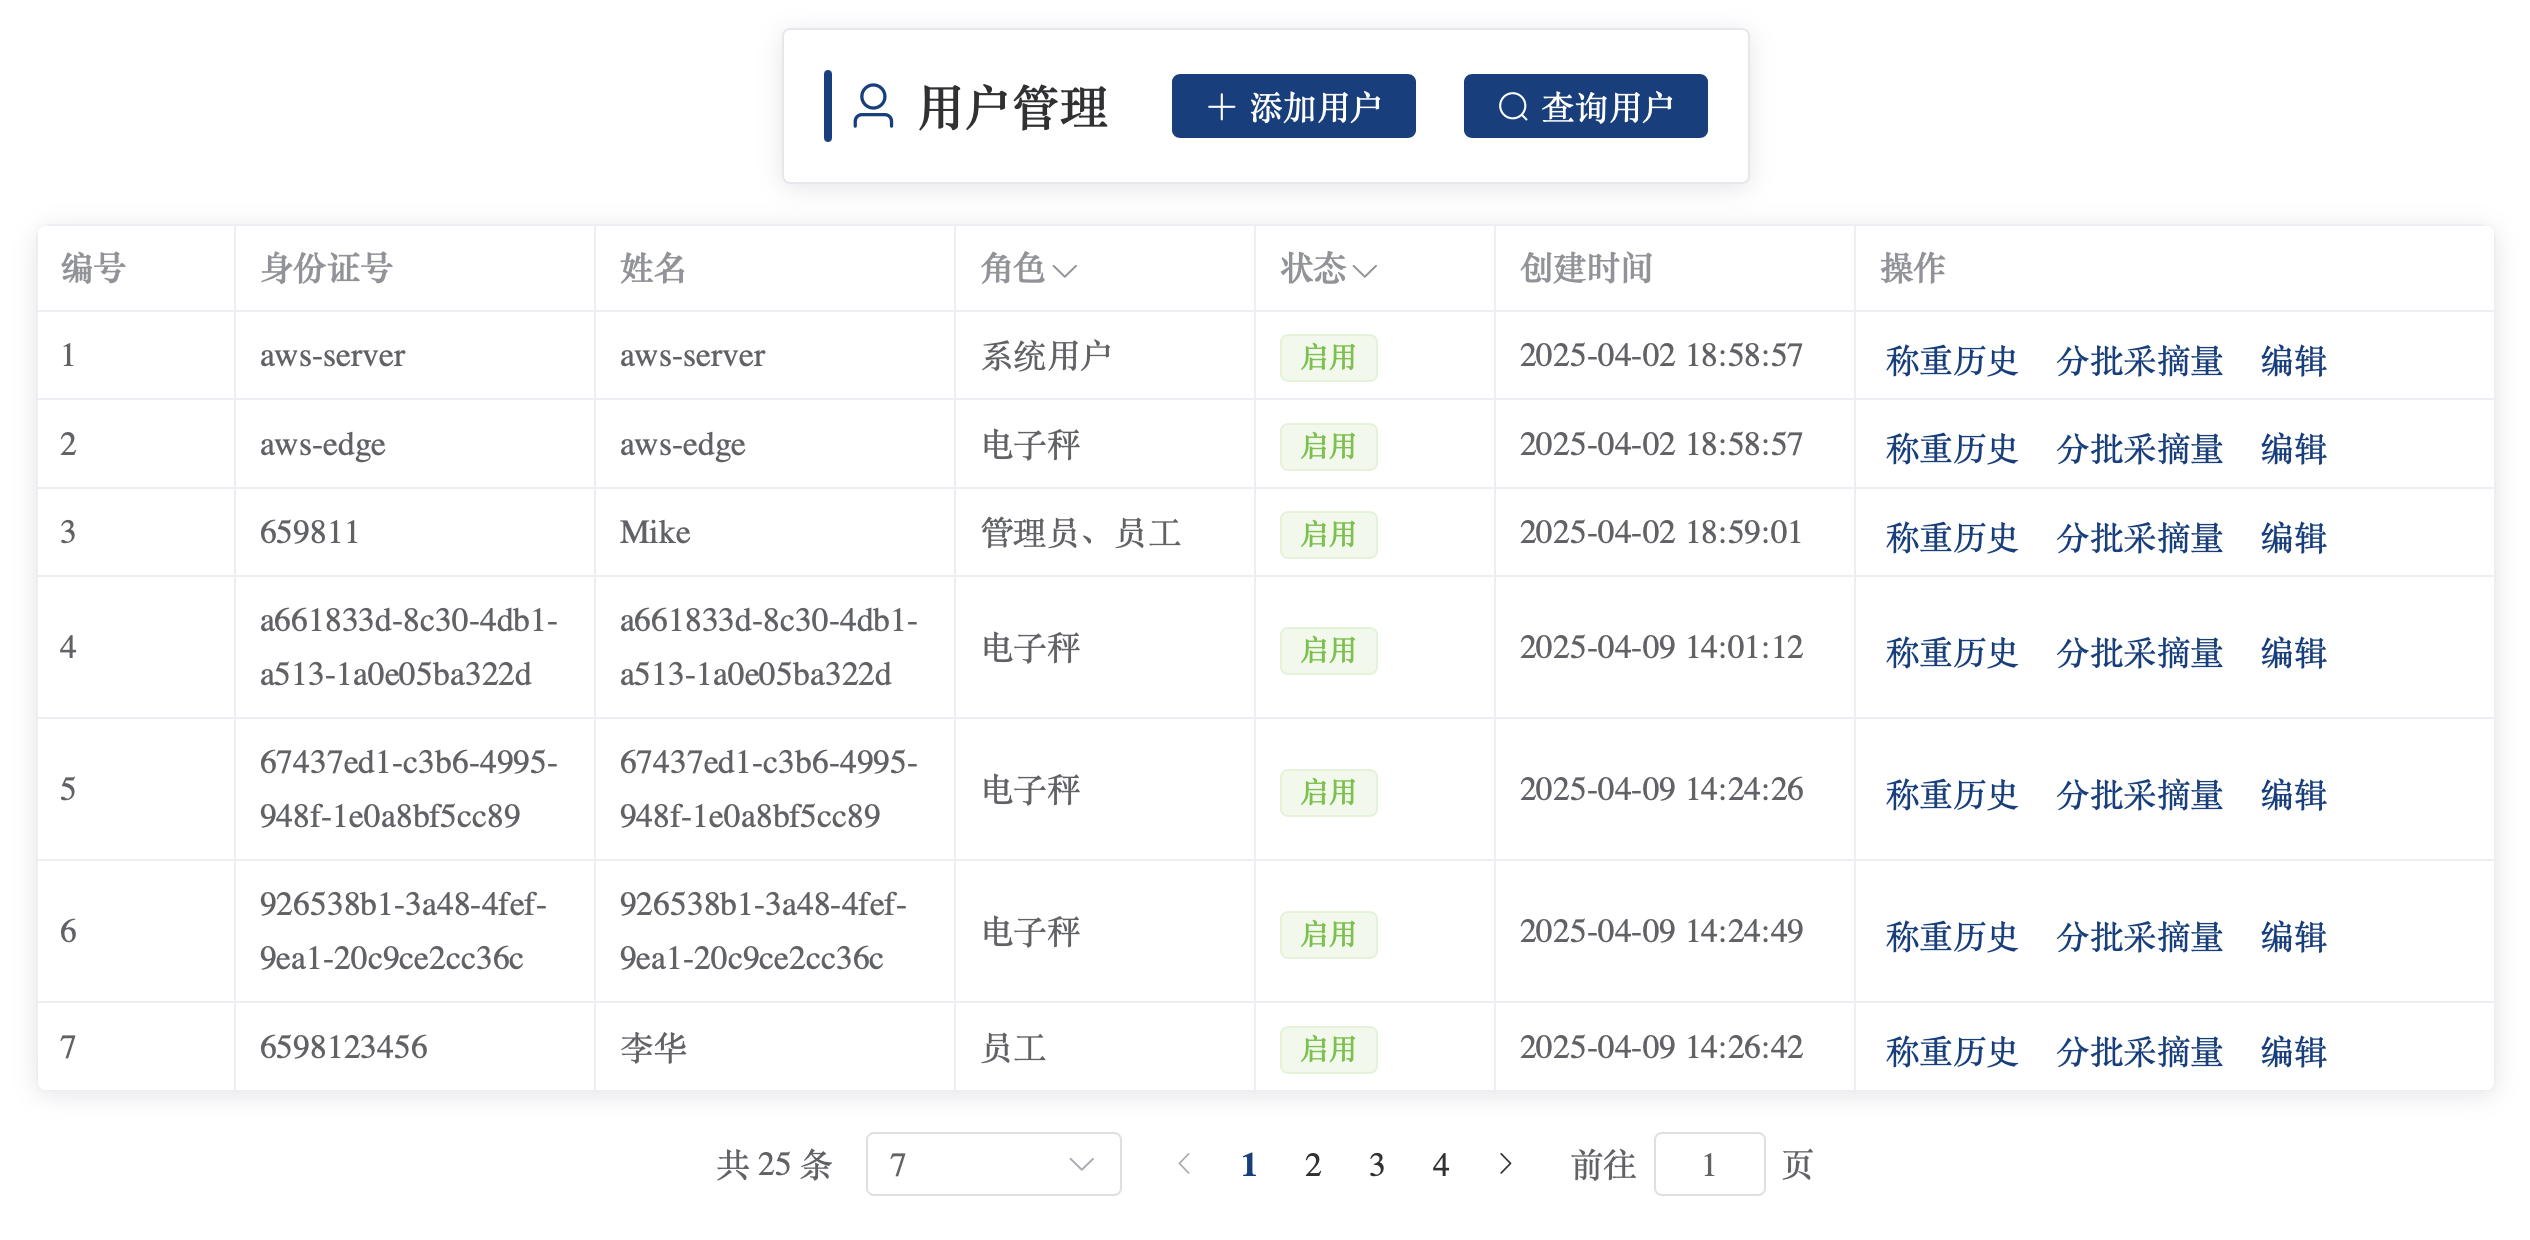 用户管理 添加用户 查询用户
编号 身份证号 姓名 角色 状态 创建时间 操作
1 aws-server aws-server 系统用户 启用 2025-04-02 18:58:57 称重历史 分批采摘量 编辑
2 aws-edge aws-edge 电子秤 启用 2025-04-02 18:58:57 称重历史 分批采摘量 编辑
3 659811 Mike 管理员、员工 启用 2025-04-02 18:59:01 称重历史 分批采摘量 编辑
4 a661833d-8c30-4db1-
a513-1a0e05ba322d a661833d-8c30-4db1-
a513-1a0e05ba322d 电子秤 启用 2025-04-09 14:01:12 称重历史 分批采摘量 编辑
5 67437ed1-c3b6-4995-
948f-1e0a8bf5cc89 67437ed1-c3b6-4995-
948f-1e0a8bf5cc89 电子秤 启用 2025-04-09 14:24:26 称重历史 分批采摘量 编辑
6 926538b1-3a48-4fef-
9ea1-20c9ce2cc36c 926538b1-3a48-4fef-
9ea1-20c9ce2cc36c 电子秤 启用 2025-04-09 14:24:49 称重历史 分批采摘量 编辑
7 6598123456 李华 员工 启用 2025-04-09 14:26:42 称重历史 分批采摘量 编辑
共 25 条 7 1 2 3 4 前往 1 页